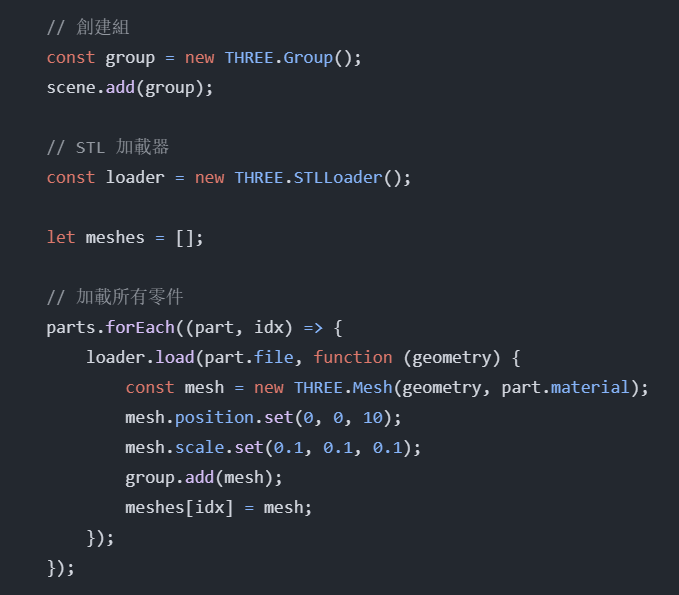 // 創建組
const group = new THREE.Group();
scene.add(group);
// STL 加載器
const loader = new THREE.STLLoader();
let meshes = [];
// 加載所有零件
parts.forEach((part, idx) => {
loader.load(part.file, function (geometry) {
const mesh = new THREE.Mesh(geometry, part.material);
mesh.position.set(0, 0, 10);
mesh.scale.set(0.1, 0.1, 0.1);
group.add(mesh);
meshes[idx] = mesh;
});
});